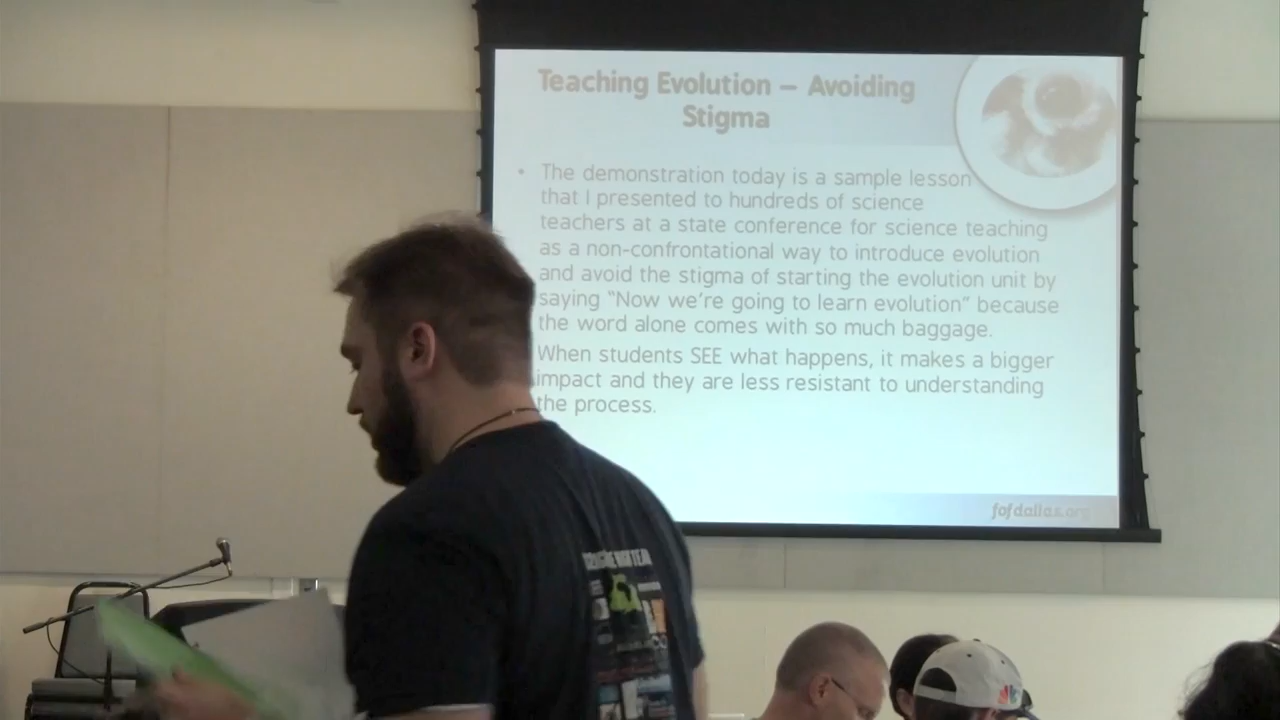 Teaching Evolution – Avoiding
Stigma
• The demonstration today is a sample lesson
that I presented to hundreds of science
teachers at a state conference for science teaching
as a non-confrontational way to introduce evolution
and avoid the stigma of starting the evolution unit by
saying “Now we’re going to learn evolution” because
the word alone comes with so much baggage.
When students SEE what happens, it makes a bigger
impact and they are less resistant to understanding
the process.
fofdallas.org